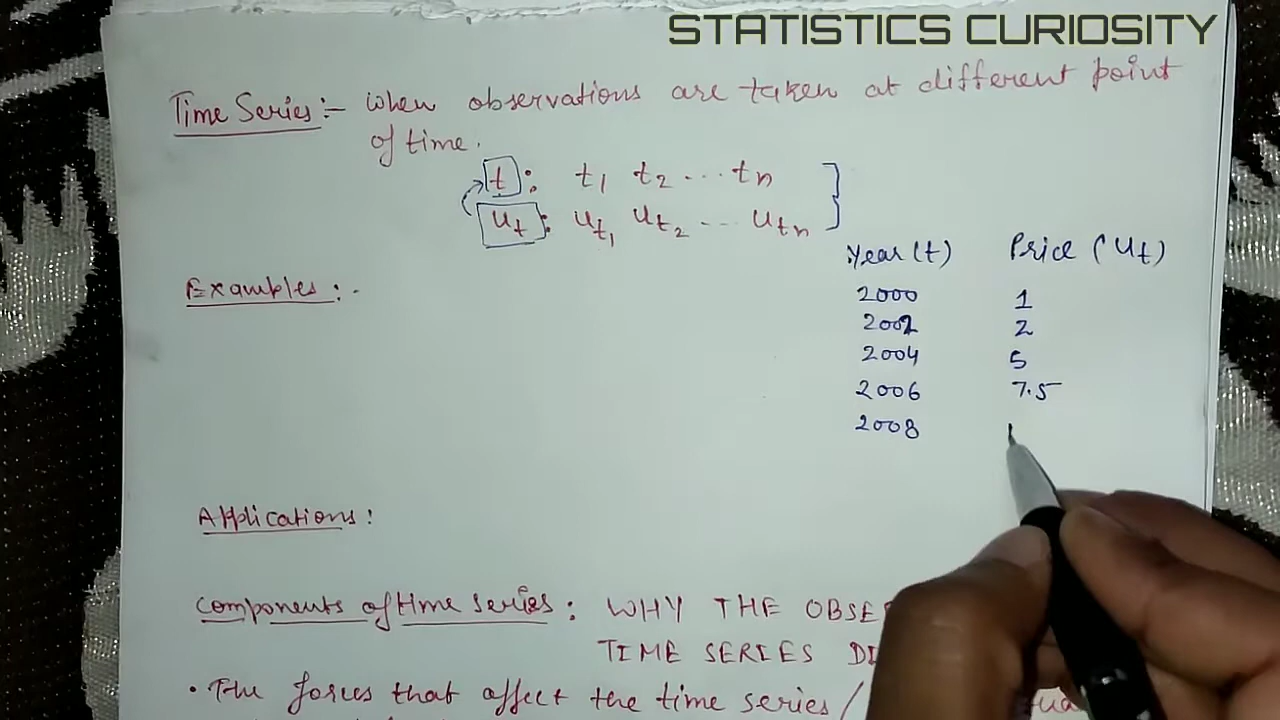 STATISTICS CURIOSITY
Time Series :- When observations are taken at different point
of time.
t : t1 t2 ... tn
ut : ut1 ut2 ... utn
Year (t) Price (ut)
Examples :-
2000 1
2002 2
2004 5
2006 7.5
2008
Applications :
Components of time series : WHY THE
TIME SERIES
• The forces that affect the time series/